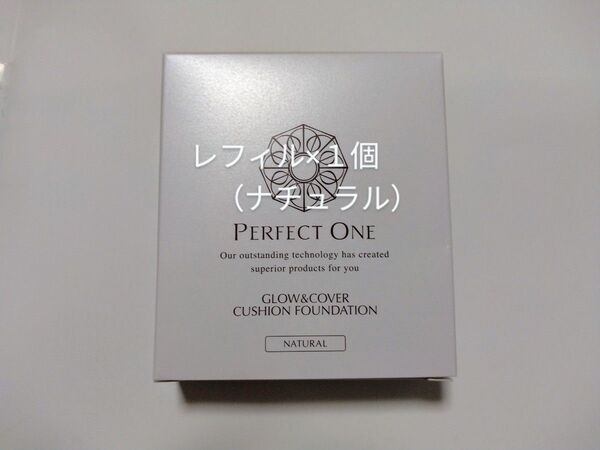 レフィル×1個
（ナチュラル）
PERFECT ONE
Our outstanding technology has created
superior products for you
GLOW&COVER
CUSHION FOUNDATION
NATURAL